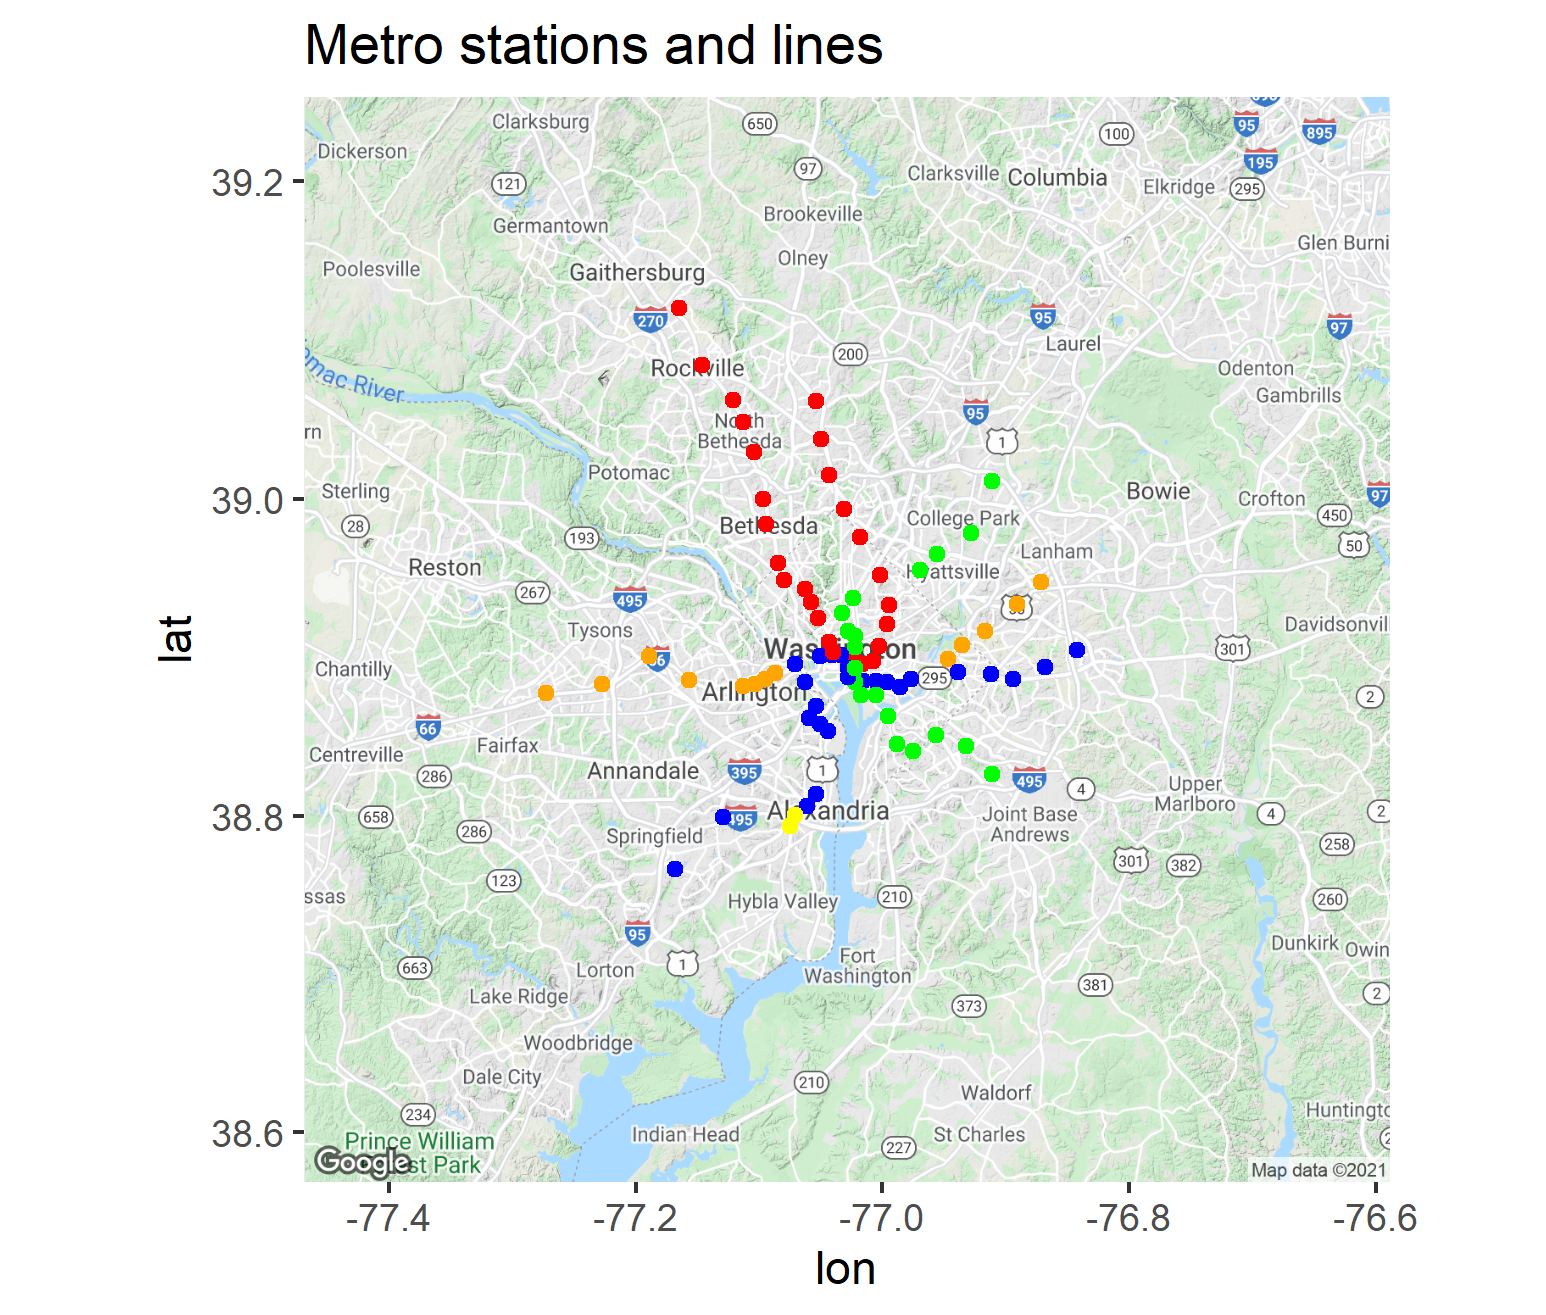 Metro stations and lines
Clarksburg
650
95
Dickerson
97
100
895
195
121
Clarksville
Columbia
Elkridge
295
Germantown
Brookeville
Glen Burni
Poolesville
Gaithersburg
Olney
270
95
97
Rockville
200
Laurel
Odenton
Gambrills
omac River
95
1
rn
North
Bethesda
Potomac
Sterling
Bowie
Crofton
97
28
193
Bethesda
College Park
450
50
Reston
Hyattsville
Lanham
267
495
Tysons
Davidsonvil
Chantilly
Washington
301
295
Arlington
2
66
Fairfax
Centreville
286
Annandale
395
1
495
4
Upper
Marlboro
658
286
Springfield
495
Alexandria
Joint Base
Andrews
4
2
258
301
382
123
ssas
Hybla Valley
210
260
95
663
Lorton
1
Fort
Washington
Dunkirk
Owin
Lake Ridge
373
381
2
Woodbridge
Dale City
210
Waldorf
234
Prince William
st Park
Indian Head
227
St Charles
Huntingto
Google
Map data ©2021
39.2
39.0
38.8
38.6
lat
-77.4
-77.2
-77.0
-76.8
-76.6
lon